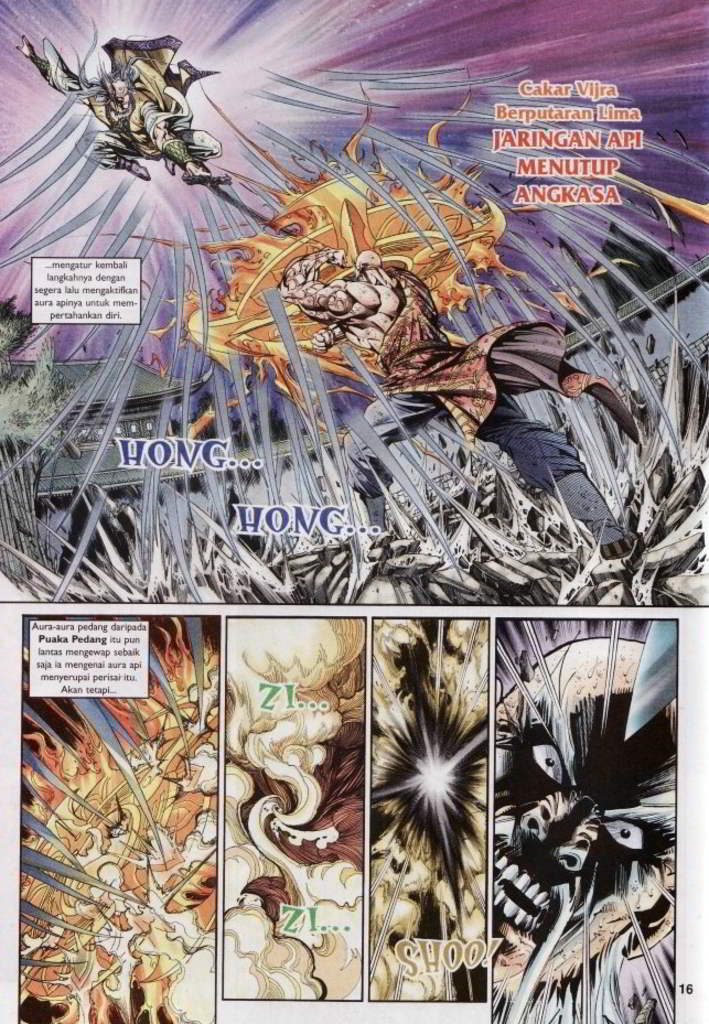 Cakar Vijra
Berputaran Lima
JARINGAN API
MENUTUP
ANGKASA
...mengatur kembali
langkahnya dengan
segera lalu mengaktifkan
aura apinya untuk mem-
pertahankan diri.
HONG...
HONG...
Aura-aura pedang daripada
Puaka Pedang itu pun
lantas mengewap sebaik
saja ia mengenai aura api
menyerupai perisai itu.
Akan tetapi...
ZI...
ZI...
SHOO!
16